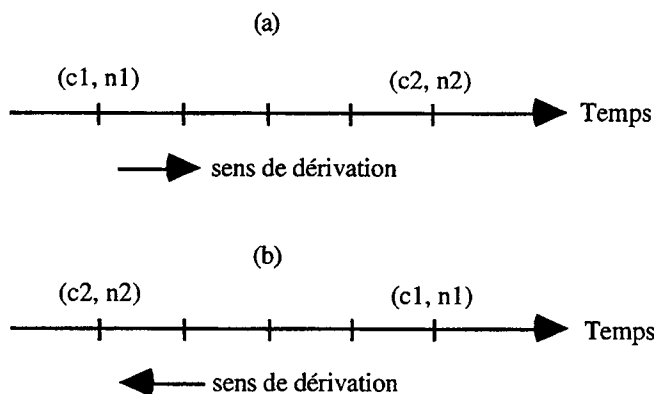 (a)
(c1, n1) (c2, n2)
Temps
sens de dérivation
(b)
(c2, n2) (c1, n1)
Temps
sens de dérivation